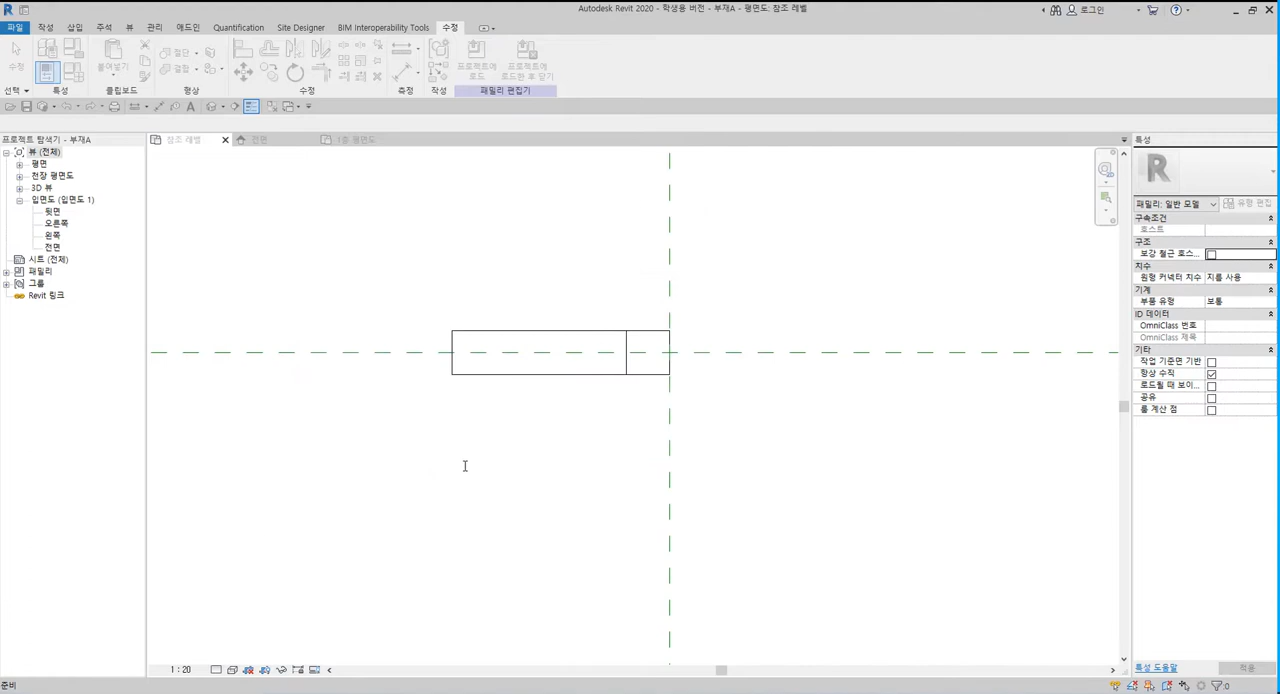 Autodesk Revit 2020 - 학생용 버전 - 부재A - 평면도: 참조 레벨
로그인
파일 작성 삽입 주석 뷰 관리 애드인 Quantification Site Designer BIM Interoperability Tools 수정
수정 붙여넣기 절단 결합 프로젝트에 로드 프로젝트에 로드한 후 닫기
선택 특성 클립보드 형상 수정 측정 작성 패밀리 편집기
프로젝트 탐색기 - 부재A
참조 레벨
전면
1층 평면도
특성
뷰 (전체)
평면
천장 평면도
3D 뷰
입면도 (입면도 1)
뒷면
오른쪽
왼쪽
전면
시트 (전체)
패밀리
그룹
Revit 링크
R
패밀리: 일반 모델
유형 편집
구속조건
호스트
구조
보강 철근 호스...
치수
원형 커넥터 치수 지름 사용
기계
부품 유형 보통
ID 데이터
OmniClass 번호
OmniClass 제목
기타
작업 기준면 기반
항상 수직
로드될 때 보이...
공유
룸 계산 점
1 : 20
특성 도움말
적용
준비
:0